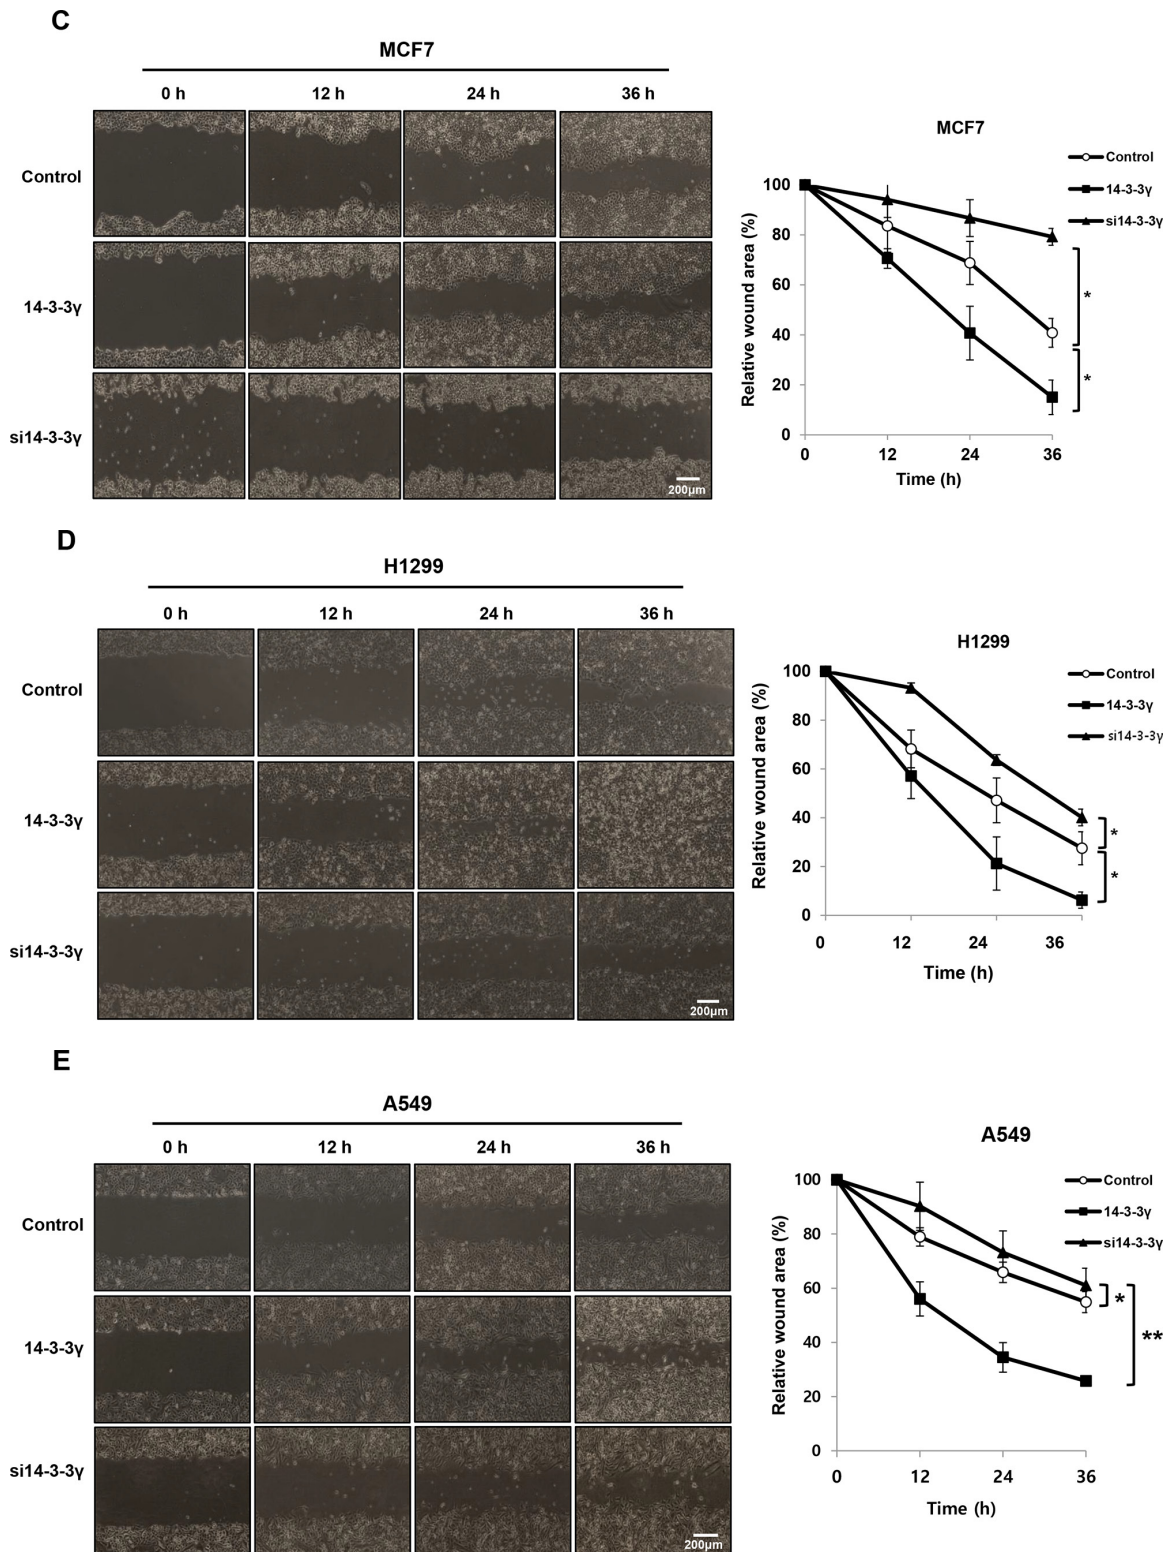 C
MCF7
0 h 12 h 24 h 36 h
Control
14-3-3γ
si14-3-3γ
200μm
MCF7
Control
14-3-3γ
si14-3-3γ
Relative wound area (%)
100
80
60
40
20
0
*
*
0 12 24 36
Time (h)
D
H1299
0 h 12 h 24 h 36 h
Control
14-3-3γ
si14-3-3γ
200μm
H1299
Control
14-3-3γ
si14-3-3γ
Relative wound area (%)
100
80
60
40
20
0
*
*
0 12 24 36
Time (h)
E
A549
0 h 12 h 24 h 36 h
Control
14-3-3γ
si14-3-3γ
200μm
A549
Control
14-3-3γ
si14-3-3γ
Relative wound area (%)
100
80
60
40
20
0
*
**
0 12 24 36
Time (h)